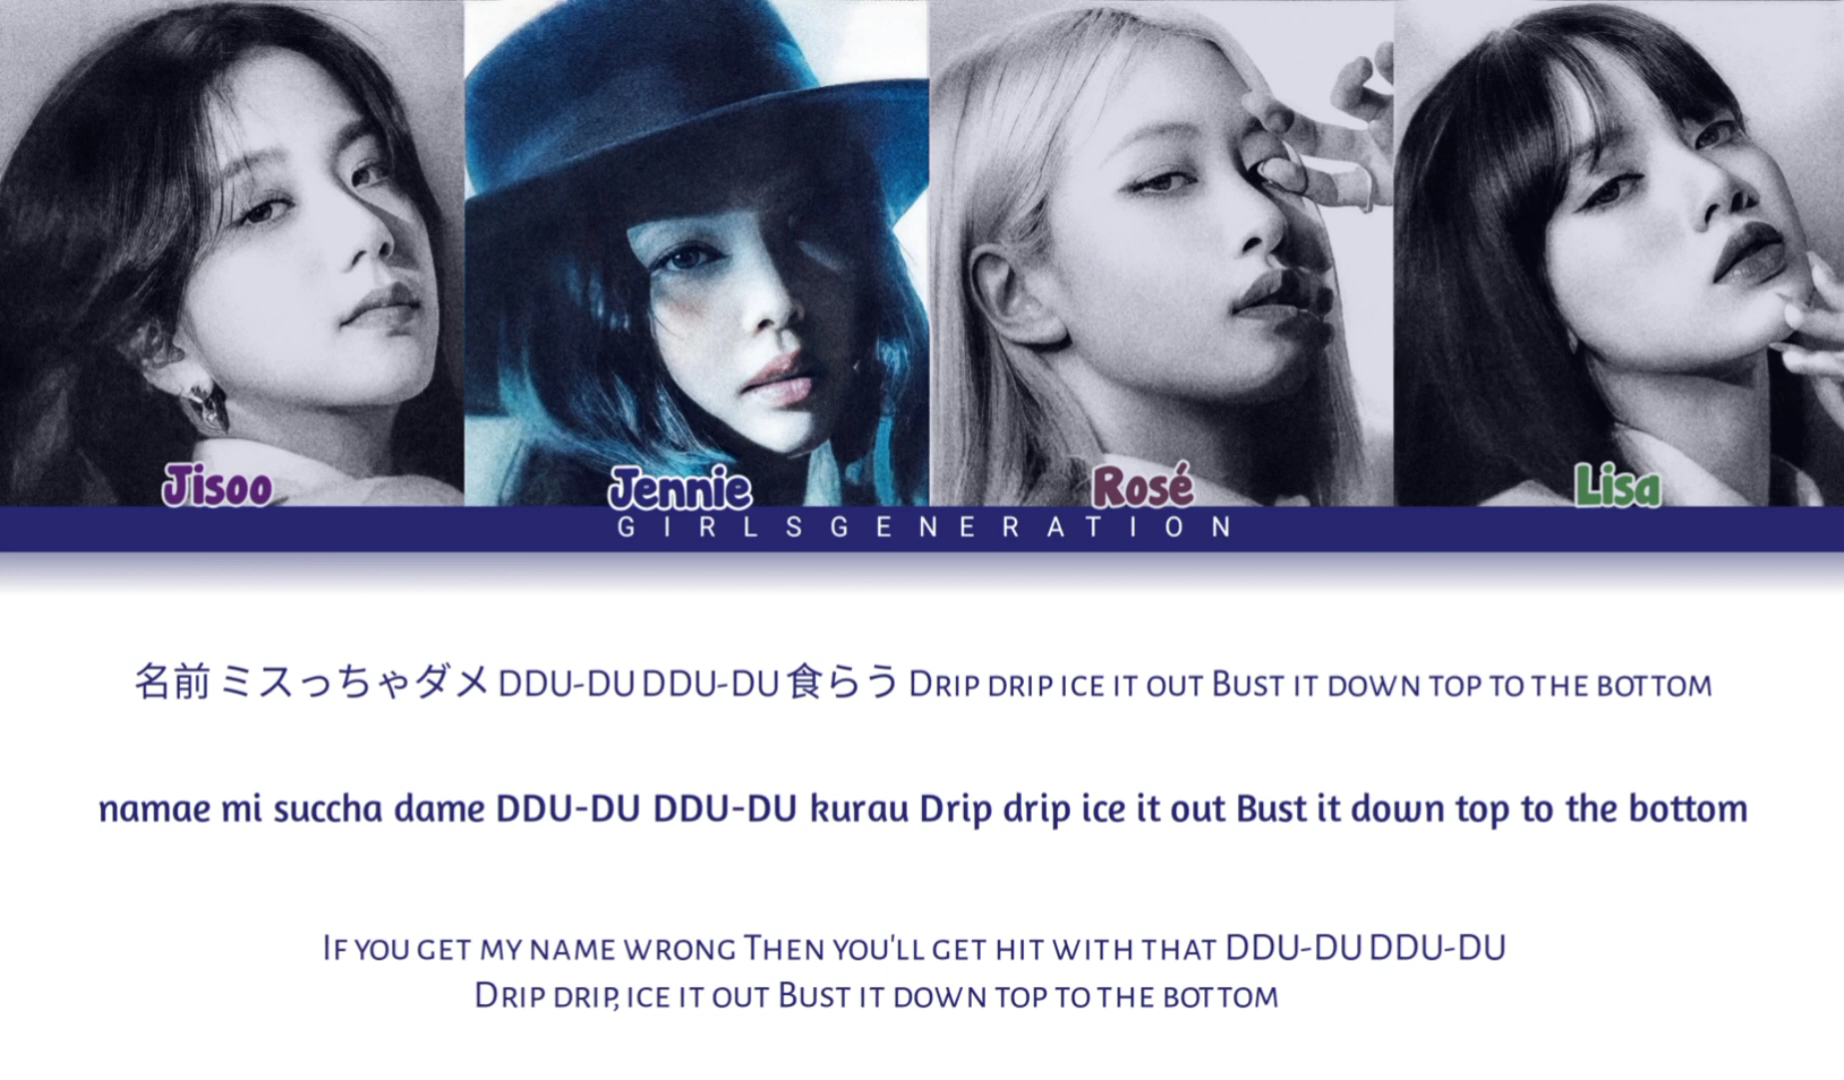 Jisoo
Jennie
Rosé
Lisa
GIRLSGENERATION
名前 ミスっちゃダメ DDU-DU DDU-DU 食らう Drip drip ice it out Bust it down top to the bottom
namae mi succha dame DDU-DU DDU-DU kurau Drip drip ice it out Bust it down top to the bottom
If you get my name wrong Then you'll get hit with that DDU-DU DDU-DU
Drip drip, ice it out Bust it down top to the bottom